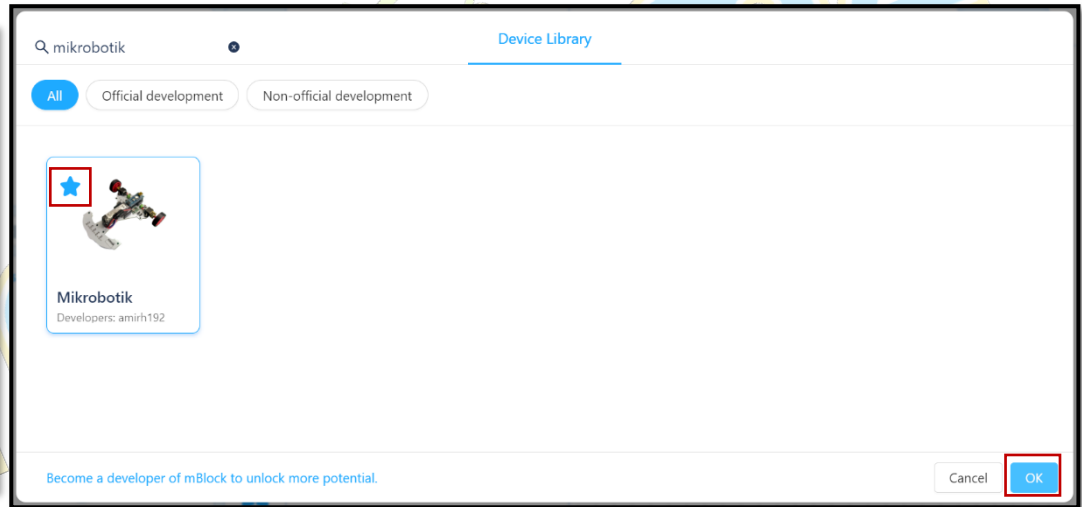 mikrobotik
Device Library
All
Official development
Non-official development
Mikrobotik
Developers: amirh192
Become a developer of mBlock to unlock more potential.
Cancel
OK